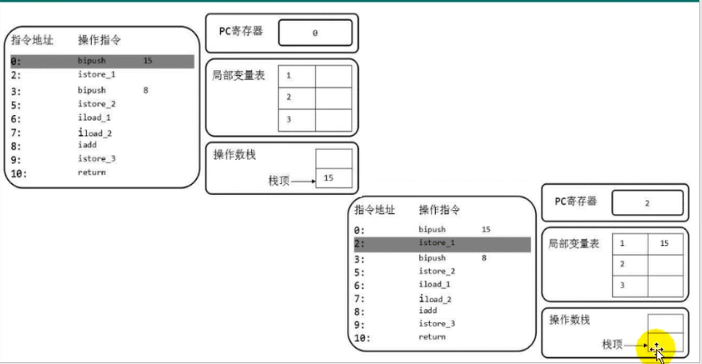 指令地址 操作指令
0: bipush 15
2: istore_1
3: bipush 8
5: istore_2
6: iload_1
7: iload_2
8: iadd
9: istore_3
10: return
PC寄存器 0
局部变量表 1
2
3
操作数栈
栈顶 15
指令地址 操作指令
0: bipush 15
2: istore_1
3: bipush 8
5: istore_2
6: iload_1
7: iload_2
8: iadd
9: istore_3
10: return
PC寄存器 2
局部变量表 1 15
2
3
操作数栈
栈顶